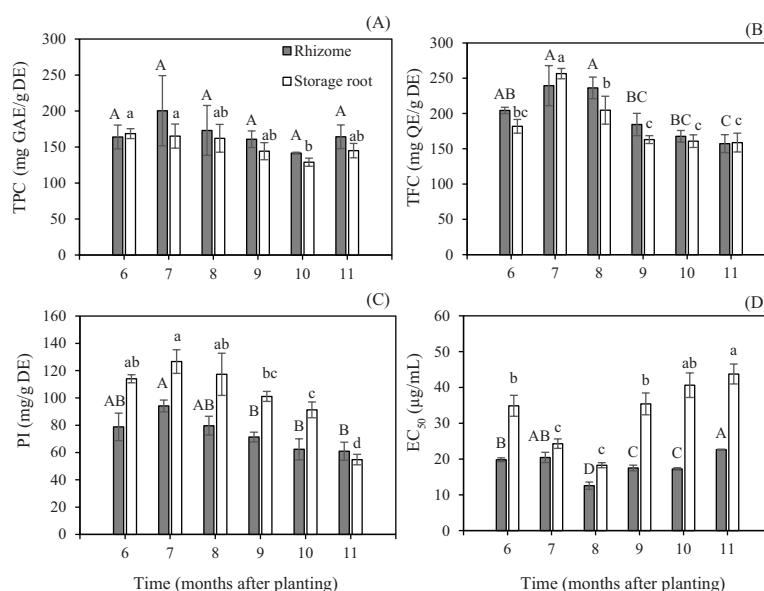 (A)
TPC (mg GAE/g DE)
300
250
200
150
100
50
0
Rhizome
Storage root
A a A a A ab A ab A b A ab
6 7 8 9 10 11
(B)
TFC (mg QE/g DE)
300
250
200
150
100
50
0
AB bc A a A b BC c BC c C c
6 7 8 9 10 11
(C)
PI (mg/g DE)
160
140
120
100
80
60
40
20
0
AB ab A a AB ab B bc B c B d
6 7 8 9 10 11
Time (months after planting)
(D)
EC50 (µg/mL)
60
50
40
30
20
10
0
B b AB c D c C b C ab A a
6 7 8 9 10 11
Time (months after planting)